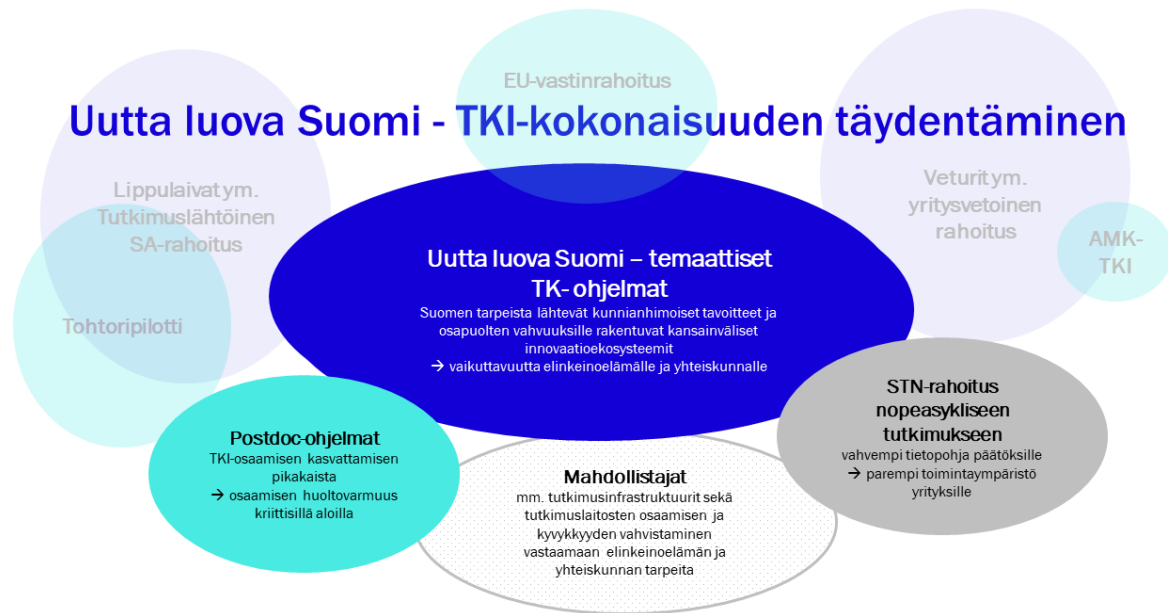 EU-vastinrahoitus
Uutta luova Suomi - TKI-kokonaisuuden täydentäminen
Lippulaivat ym.
Tutkimuslähtöinen
SA-rahoitus
Veturit ym.
yritysvetoinen
rahoitus
AMK-
TKI
Tohtoripilotti
Uutta luova Suomi – temaattiset
TK- ohjelmat
Suomen tarpeista lähtevät kunnianhimoiset tavoitteet ja
osapuolten vahvuuksille rakentuvat kansainväliset
innovaatioekosysteemit
→ vaikuttavuutta elinkeinoelämälle ja yhteiskunnalle
Postdoc-ohjelmat
TKI-osaamisen kasvattamisen
pikakaista
→ osaamisen huoltovarmuus
kriittisillä aloilla
Mahdollistajat
mm. tutkimusinfrastruktuurit sekä
tutkimuslaitosten osaamisen ja
kyvykkyyden vahvistaminen
vastaamaan elinkeinoelämän ja
yhteiskunnan tarpeita
STN-rahoitus
nopeasykliseen
tutkimukseen
vahvempi tietopohja päätöksille
→ parempi toimintaympäristö
yrityksille